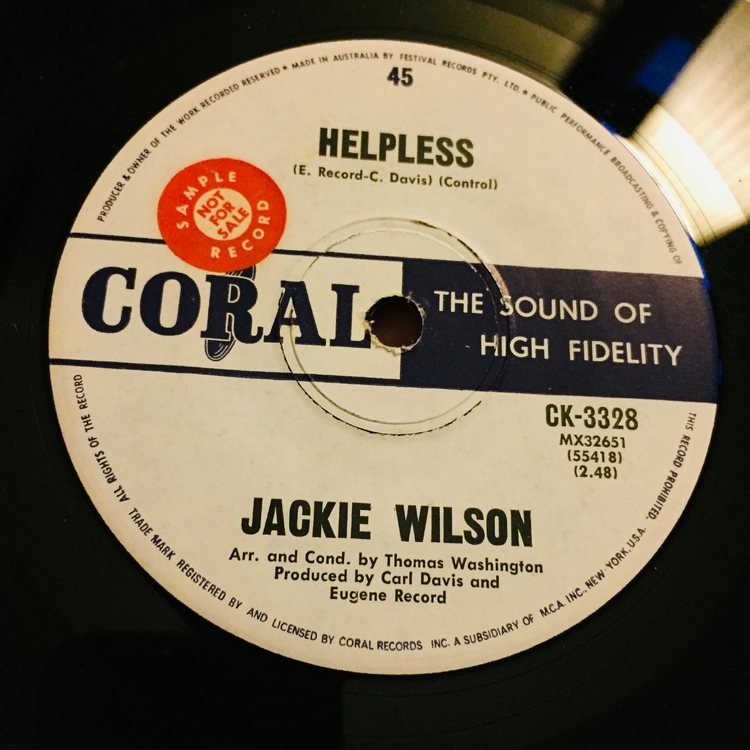 45
HELPLESS
(E. Record-C. Davis) (Control)
SAMPLE
NOT
FOR
SALE
RECORD
CORAL
THE SOUND OF
HIGH FIDELITY
CK-3328
MX32651
(55418)
(2.48)
JACKIE WILSON
Arr. and Cond. by Thomas Washington
Produced by Carl Davis and
Eugene Record
ALL RIGHTS OF THE RECORD PRODUCER & OWNER OF THE WORK RECORDED RESERVED * MADE IN AUSTRALIA BY FESTIVAL RECORDS PTY. LTD. * PUBLIC PERFORMANCE BROADCASTING & COPYING OF THIS RECORD PROHIBITED.
TRADE MARK REGISTERED BY AND LICENSED BY CORAL RECORDS INC. A SUBSIDIARY OF M.C.A. INC., NEW YORK, U.S.A.